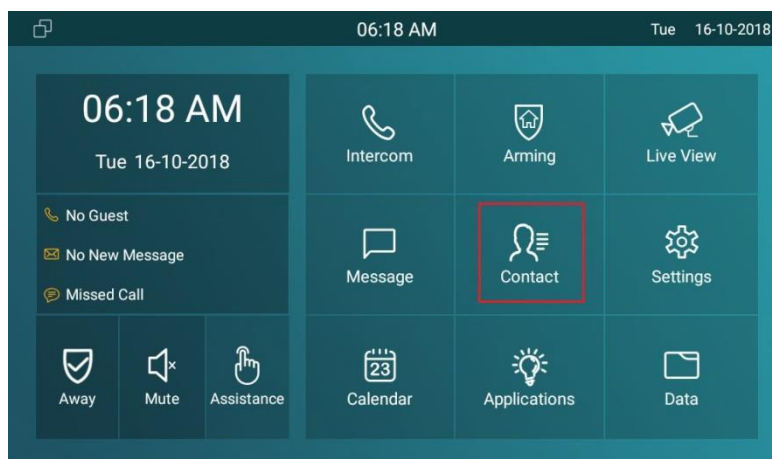 06:18 AM
Tue 16-10-2018
06:18 AM
Tue 16-10-2018
No Guest
No New Message
Missed Call
Away
Mute
Assistance
Intercom
Arming
Live View
Message
Contact
Settings
23
Calendar
Applications
Data